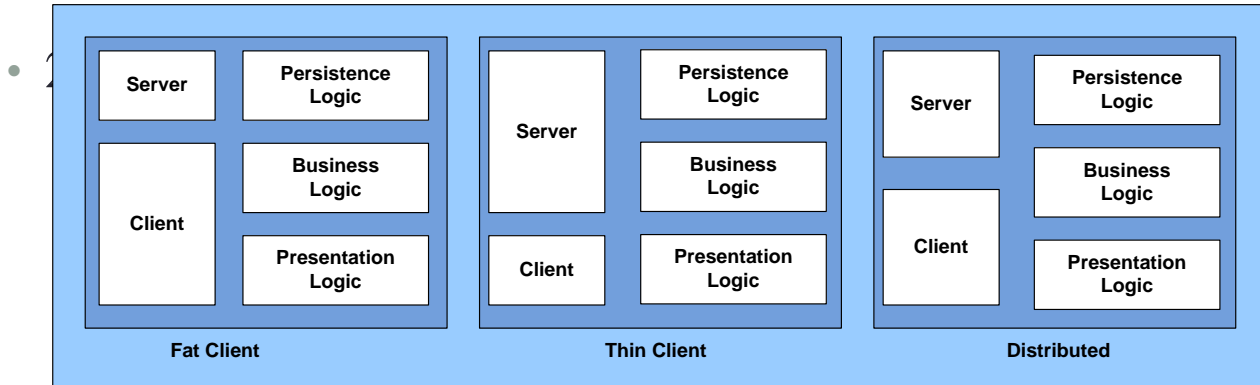 Server
Persistence
Logic
Client
Business
Logic
Presentation
Logic
Fat Client
Server
Persistence
Logic
Business
Logic
Client
Presentation
Logic
Thin Client
Server
Persistence
Logic
Business
Logic
Client
Presentation
Logic
Distributed